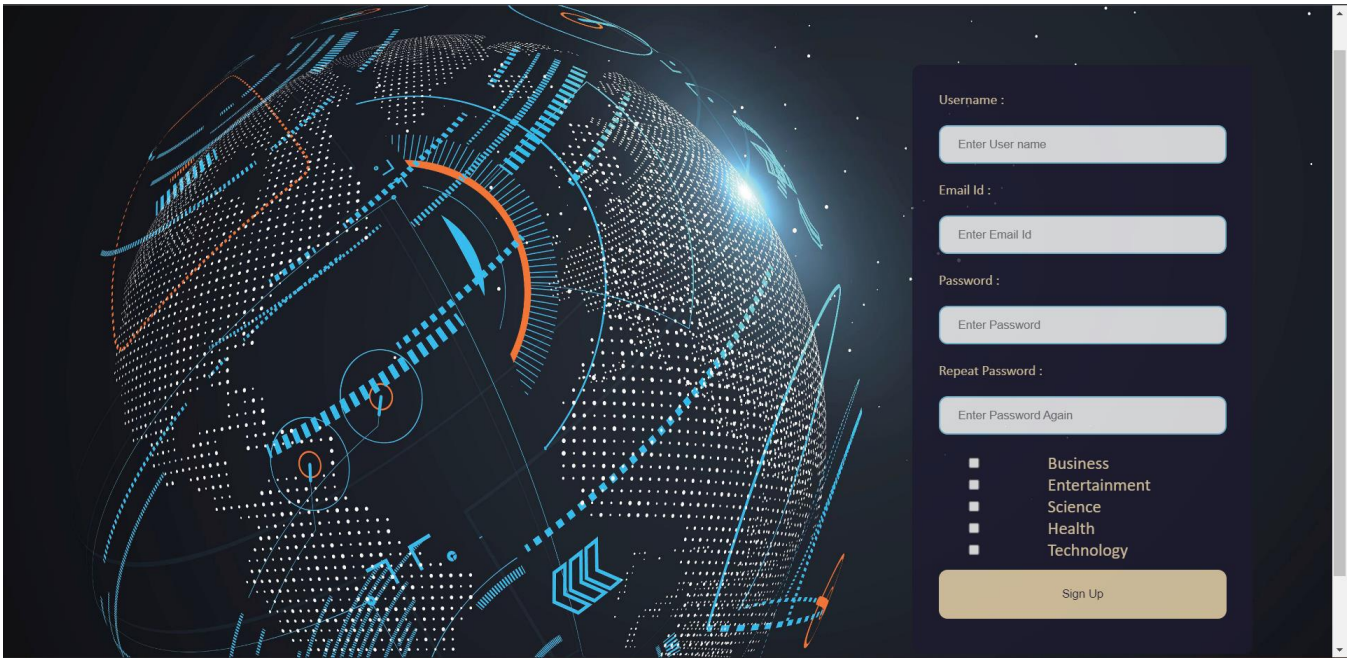 Username :
Enter User name
Email Id :
Enter Email Id
Password :
Enter Password
Repeat Password :
Enter Password Again
Business
Entertainment
Science
Health
Technology
Sign Up